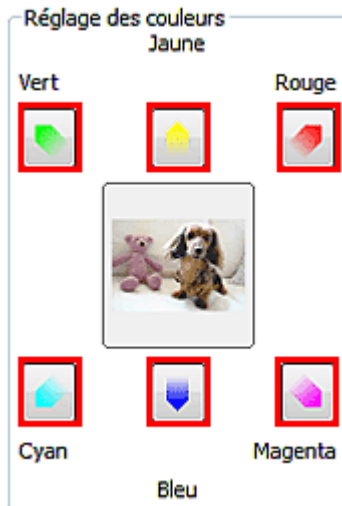 Réglage des couleurs
Jaune
Vert
Rouge
Cyan
Magenta
Bleu